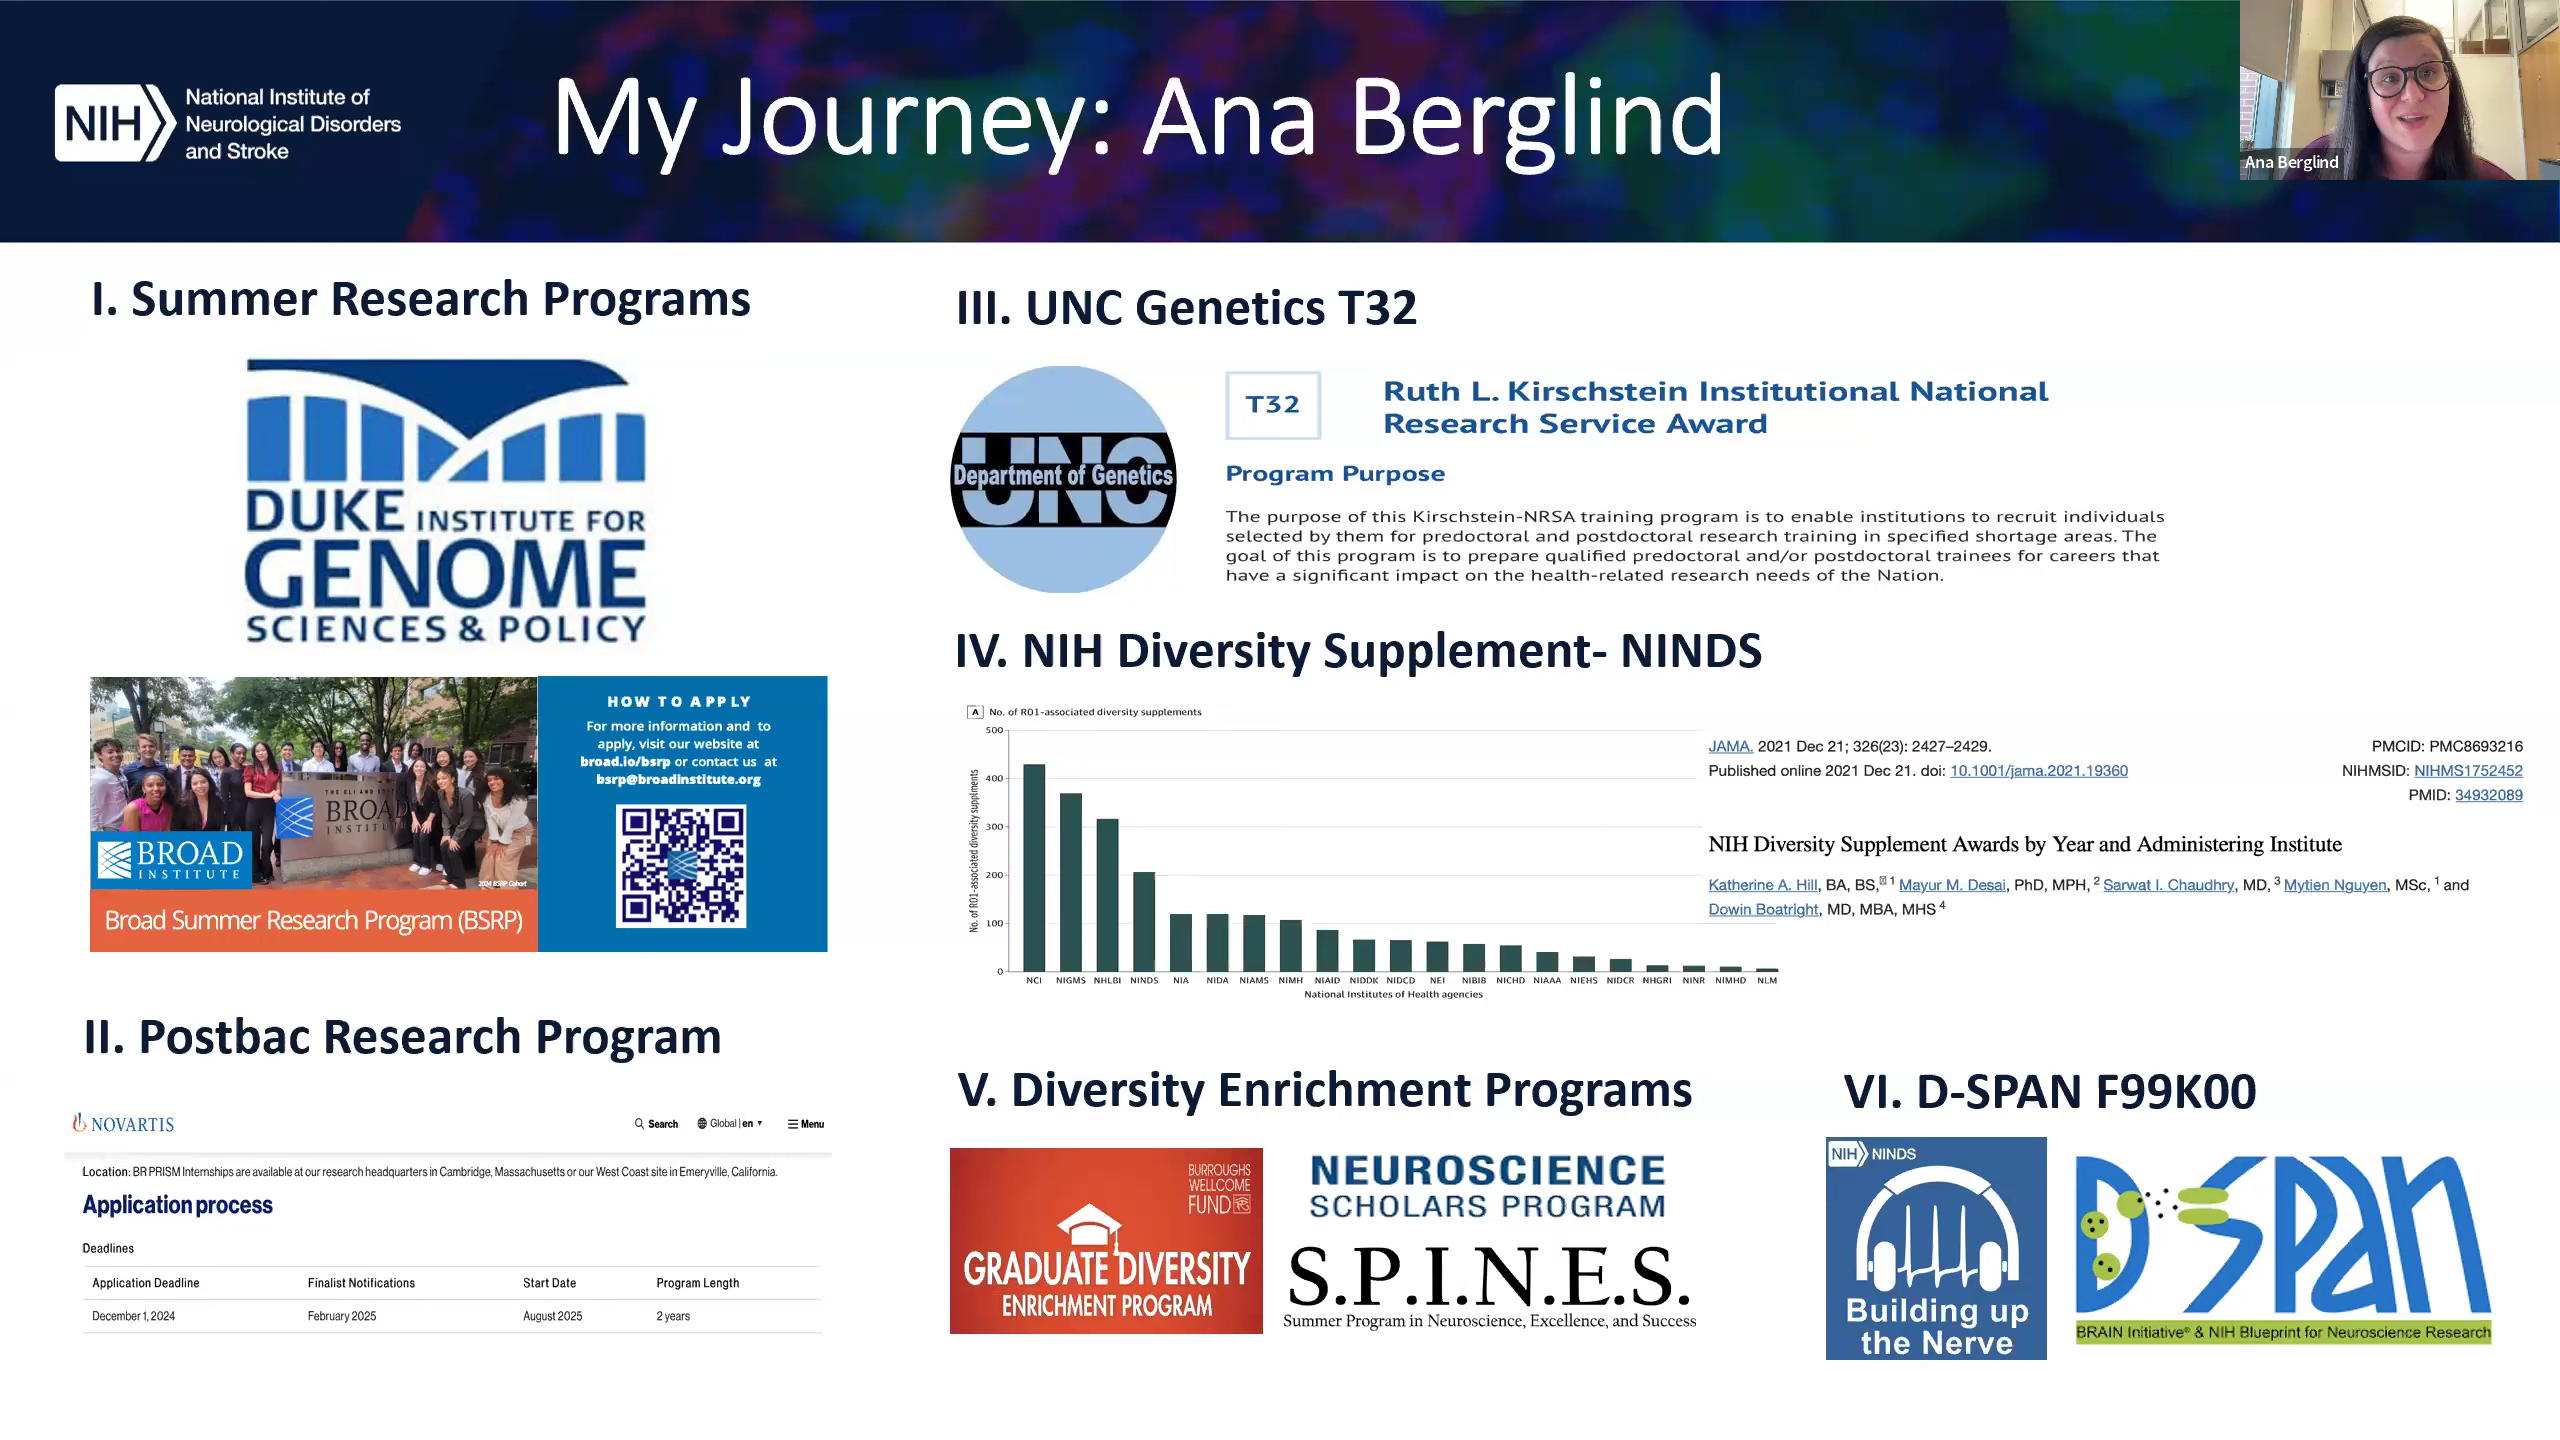 NIH
National Institute of
Neurological Disorders
and Stroke
My Journey: Ana Berglind
Ana Berglind
I. Summer Research Programs
DUKE INSTITUTE FOR
GENOME
SCIENCES & POLICY
THE ELI AND
BROAD
INSTITUTE
BROAD
INSTITUTE
2024 BSRP Cohort
Broad Summer Research Program (BSRP)
HOW TO APPLY
For more information and to
apply, visit our website at
broad.io/bsrp or contact us at
bsrp@broadinstitute.org
II. Postbac Research Program
NOVARTIS
Search
Global | en
Menu
Location: BR PRISM Internships are available at our research headquarters in Cambridge, Massachusetts or our West Coast site in Emeryville, California.
Application process
Deadlines
Application Deadline Finalist Notifications Start Date Program Length
December 1, 2024 February 2025 August 2025 2 years
III. UNC Genetics T32
UNC
Department of Genetics
T32
Ruth L. Kirschstein Institutional National
Research Service Award
Program Purpose
The purpose of this Kirschstein-NRSA training program is to enable institutions to recruit individuals
selected by them for predoctoral and postdoctoral research training in specified shortage areas. The
goal of this program is to prepare qualified predoctoral and/or postdoctoral trainees for careers that
have a significant impact on the health-related research needs of the Nation.
IV. NIH Diversity Supplement- NINDS
A No. of R01-associated diversity supplements
No. of R01-associated diversity supplments
500
400
300
200
100
0
NCI NIGMS NHLBI NINDS NIA NIDA NIAMS NIMH NIAID NIDDK NIDCD NEI NIBIB NICHD NIAAA NIEHS NIDCR NHGRI NINR NIMHD NLM
National Institutes of Health agencies
JAMA. 2021 Dec 21; 326(23): 2427–2429.
Published online 2021 Dec 21. doi: 10.1001/jama.2021.19360
PMCID: PMC8693216
NIHMSID: NIHMS1752452
PMID: 34932089
NIH Diversity Supplement Awards by Year and Administering Institute
Katherine A. Hill, BA, BS, 1 Mayur M. Desai, PhD, MPH, 2 Sarwat I. Chaudhry, MD, 3 Mytien Nguyen, MSc, 1 and
Dowin Boatright, MD, MBA, MHS 4
V. Diversity Enrichment Programs
BURROUGHS
WELLCOME
FUND
GRADUATE DIVERSITY
ENRICHMENT PROGRAM
NEUROSCIENCE
SCHOLARS PROGRAM
S.P.I.N.E.S.
Summer Program in Neuroscience, Excellence, and Success
VI. D-SPAN F99K00
NIH NINDS
Building up
the Nerve
D-SPAN
BRAIN Initiative® & NIH Blueprint for Neuroscience Research